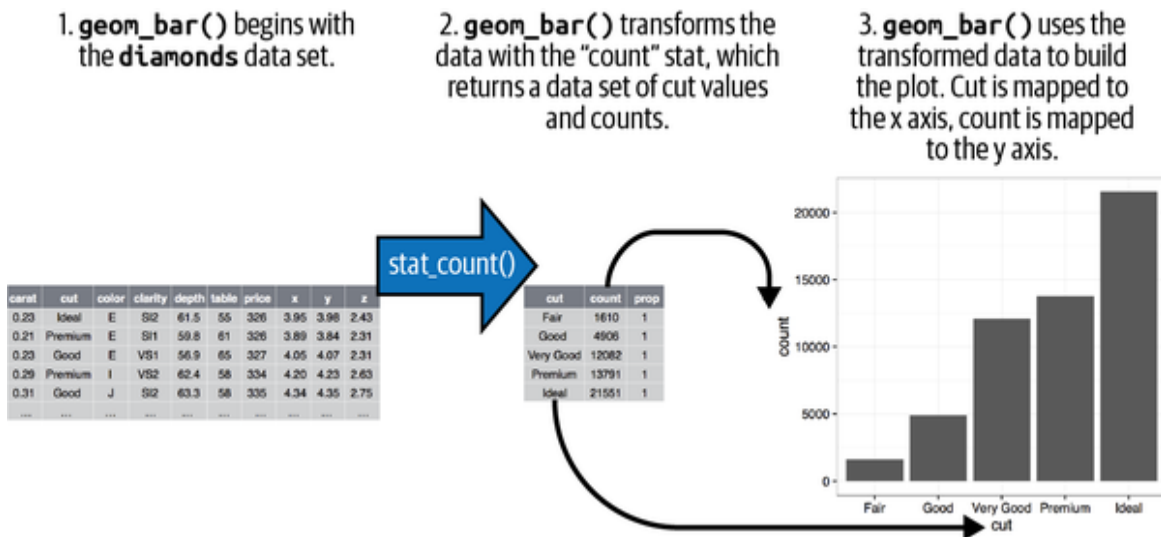 1. geom_bar() begins with
the diamonds data set.
2. geom_bar() transforms the
data with the “count” stat, which
returns a data set of cut values
and counts.
3. geom_bar() uses the
transformed data to build
the plot. Cut is mapped to
the x axis, count is mapped
to the y axis.
carat cut color clarity depth table price x y z
0.23 Ideal E SI2 61.5 55 326 3.95 3.98 2.43
0.21 Premium E SI1 59.8 61 326 3.89 3.84 2.31
0.23 Good E VS1 56.9 65 327 4.05 4.07 2.31
0.29 Premium I VS2 62.4 58 334 4.20 4.23 2.63
0.31 Good J SI2 63.3 58 335 4.34 4.35 2.75
... ... ... ... ... ... ... ... ... ...
stat_count()
cut count prop
Fair 1610 1
Good 4906 1
Very Good 12082 1
Premium 13791 1
Ideal 21551 1
20000
15000
10000
5000
0
count
Fair Good Very Good Premium Ideal
cut